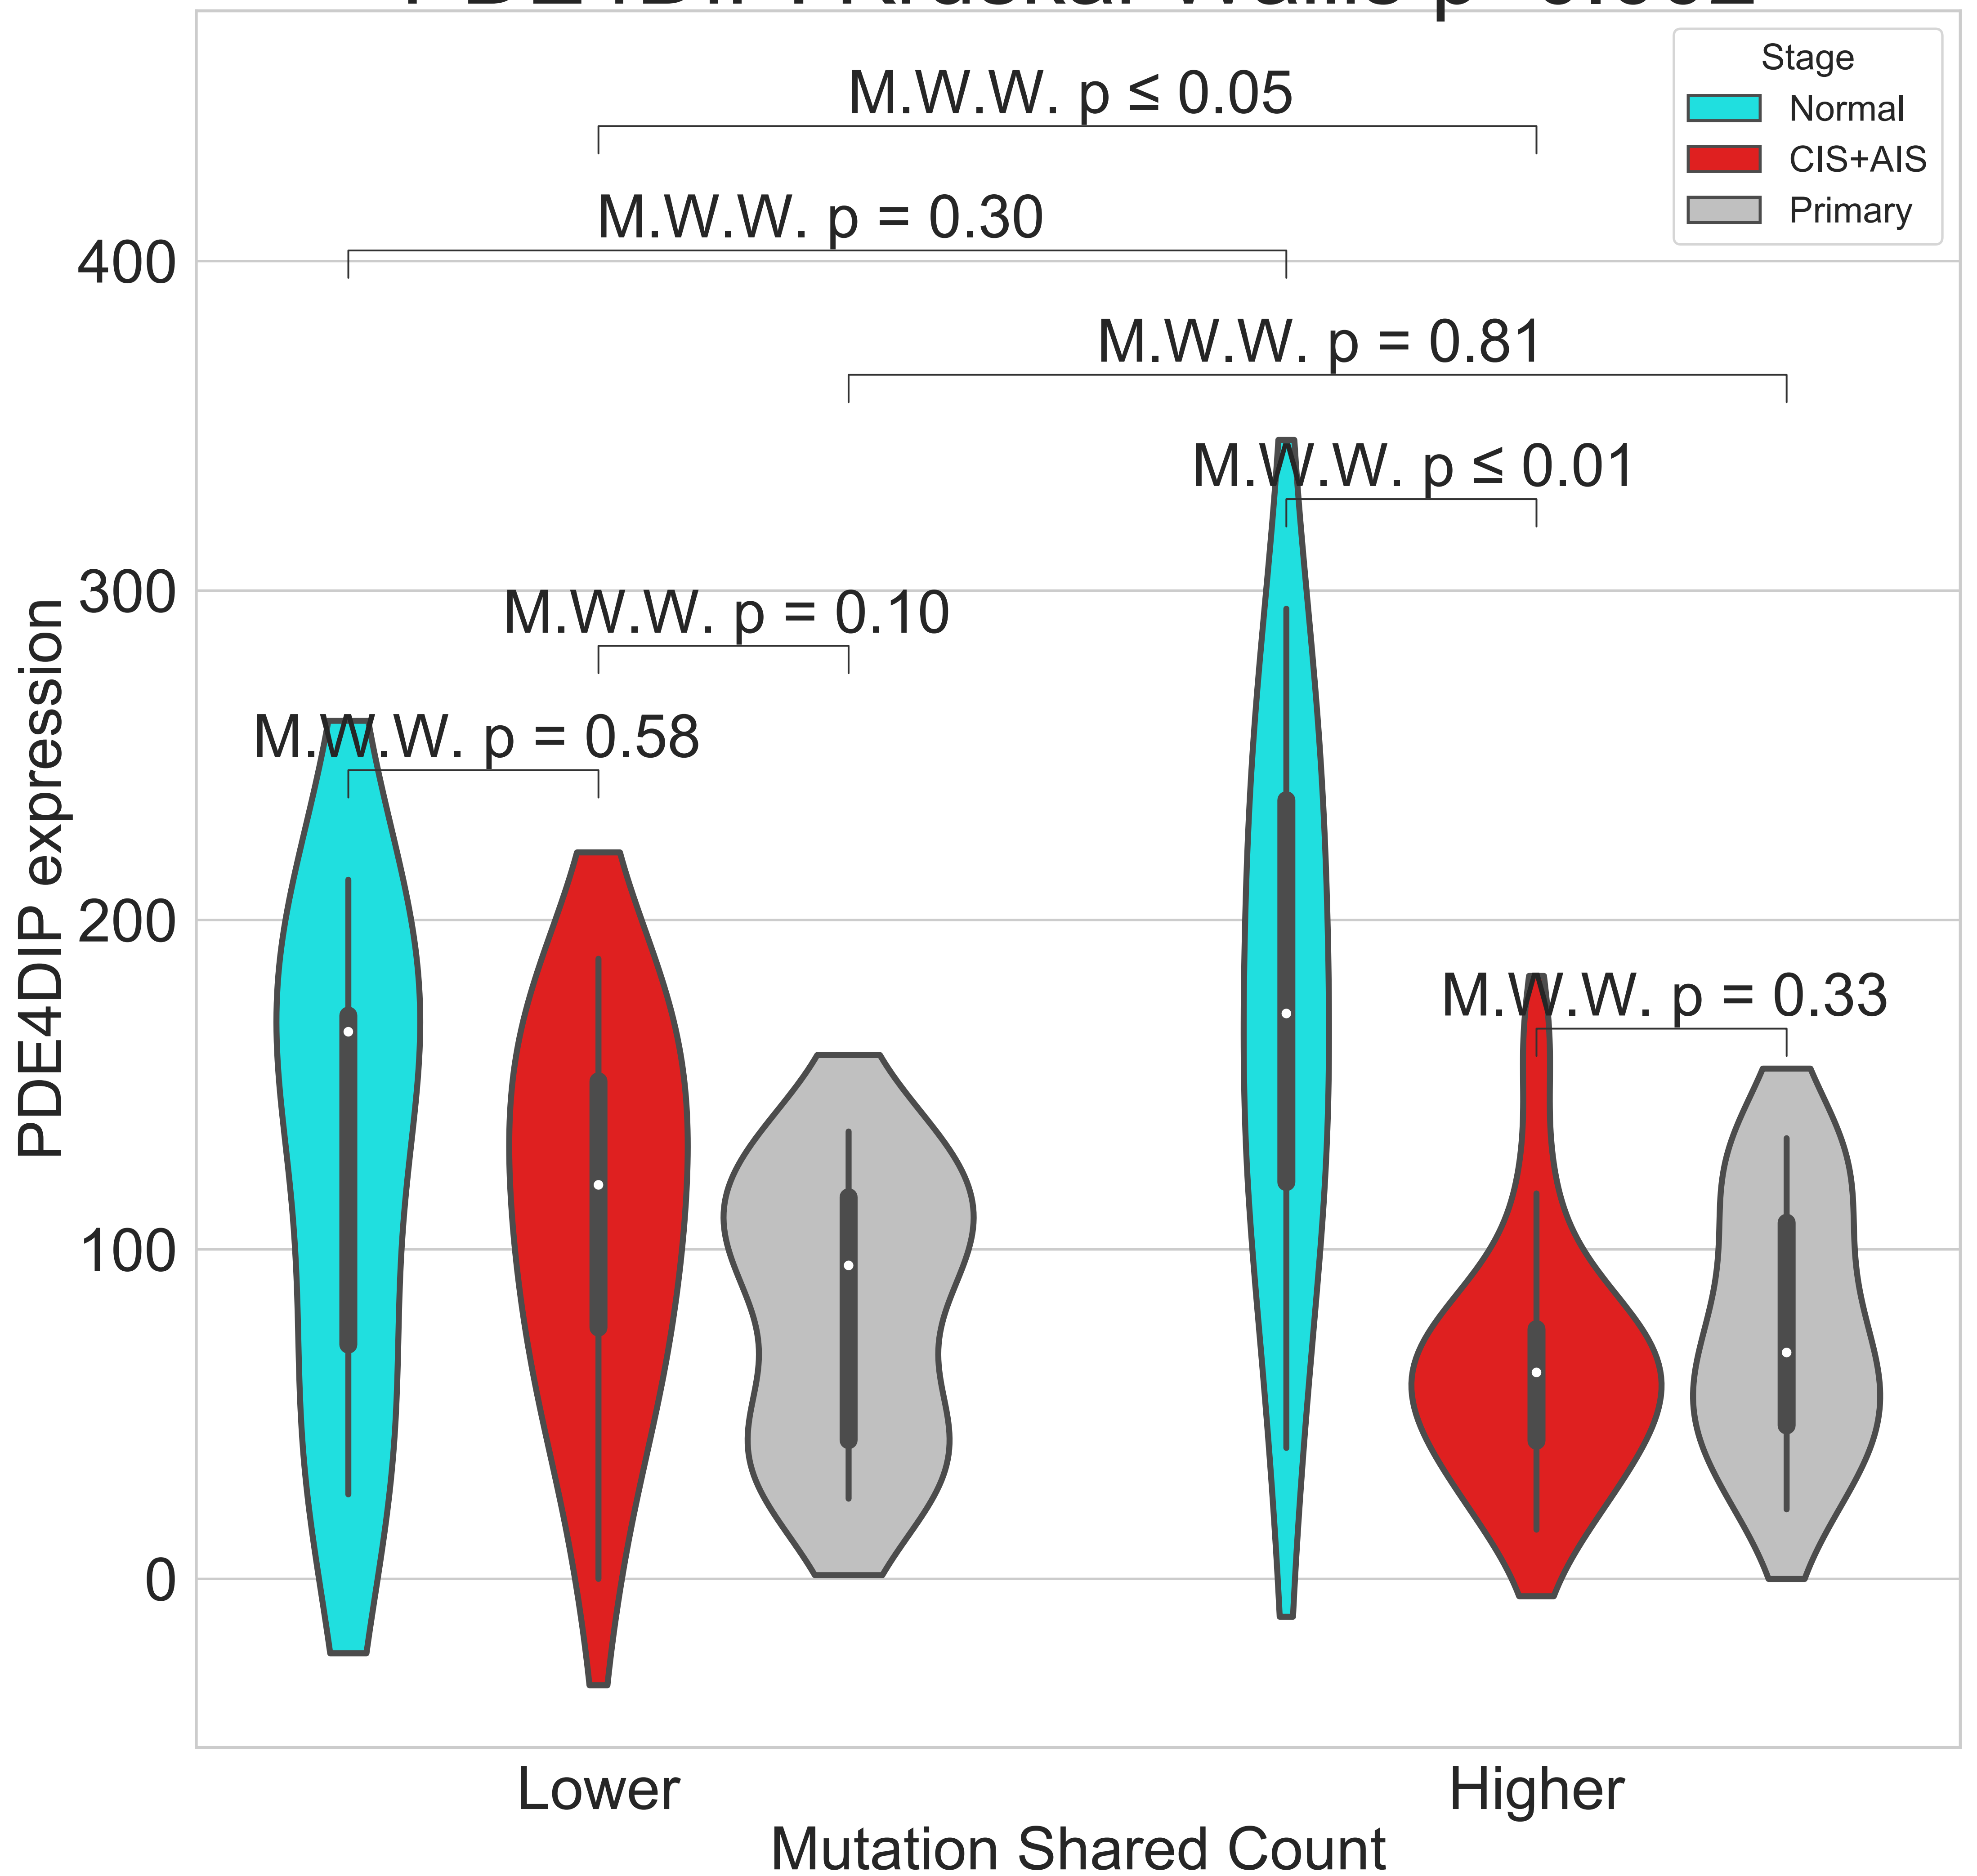 Stage
Normal
CIS+AIS
Primary
M.W.W. p ≤ 0.05
M.W.W. p = 0.30
M.W.W. p = 0.81
M.W.W. p ≤ 0.01
M.W.W. p = 0.10
M.W.W. p = 0.58
M.W.W. p = 0.33
400
300
200
100
0
PDE4DIP expression
Lower
Higher
Mutation Shared Count